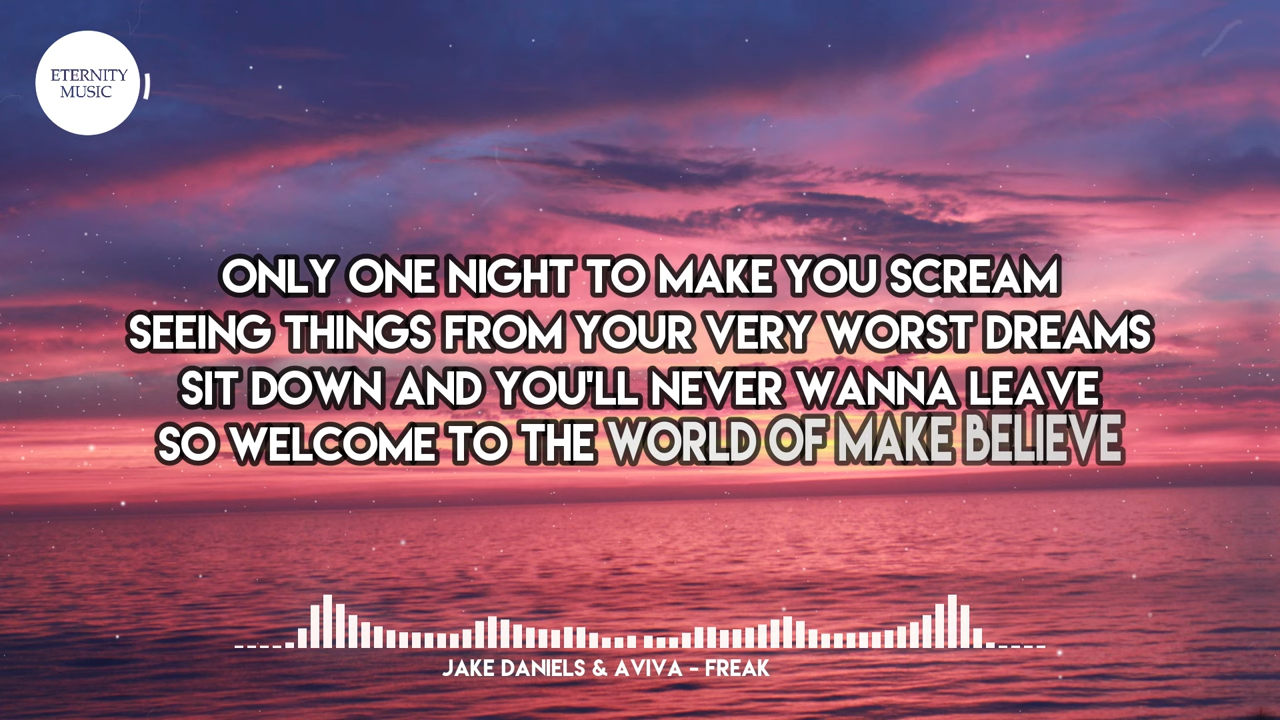 ETERNITY
MUSIC
ONLY ONE NIGHT TO MAKE YOU SCREAM
SEEING THINGS FROM YOUR VERY WORST DREAMS
SIT DOWN AND YOU'LL NEVER WANNA LEAVE
SO WELCOME TO THE WORLD OF MAKE BELIEVE
JAKE DANIELS & AVIVA - FREAK